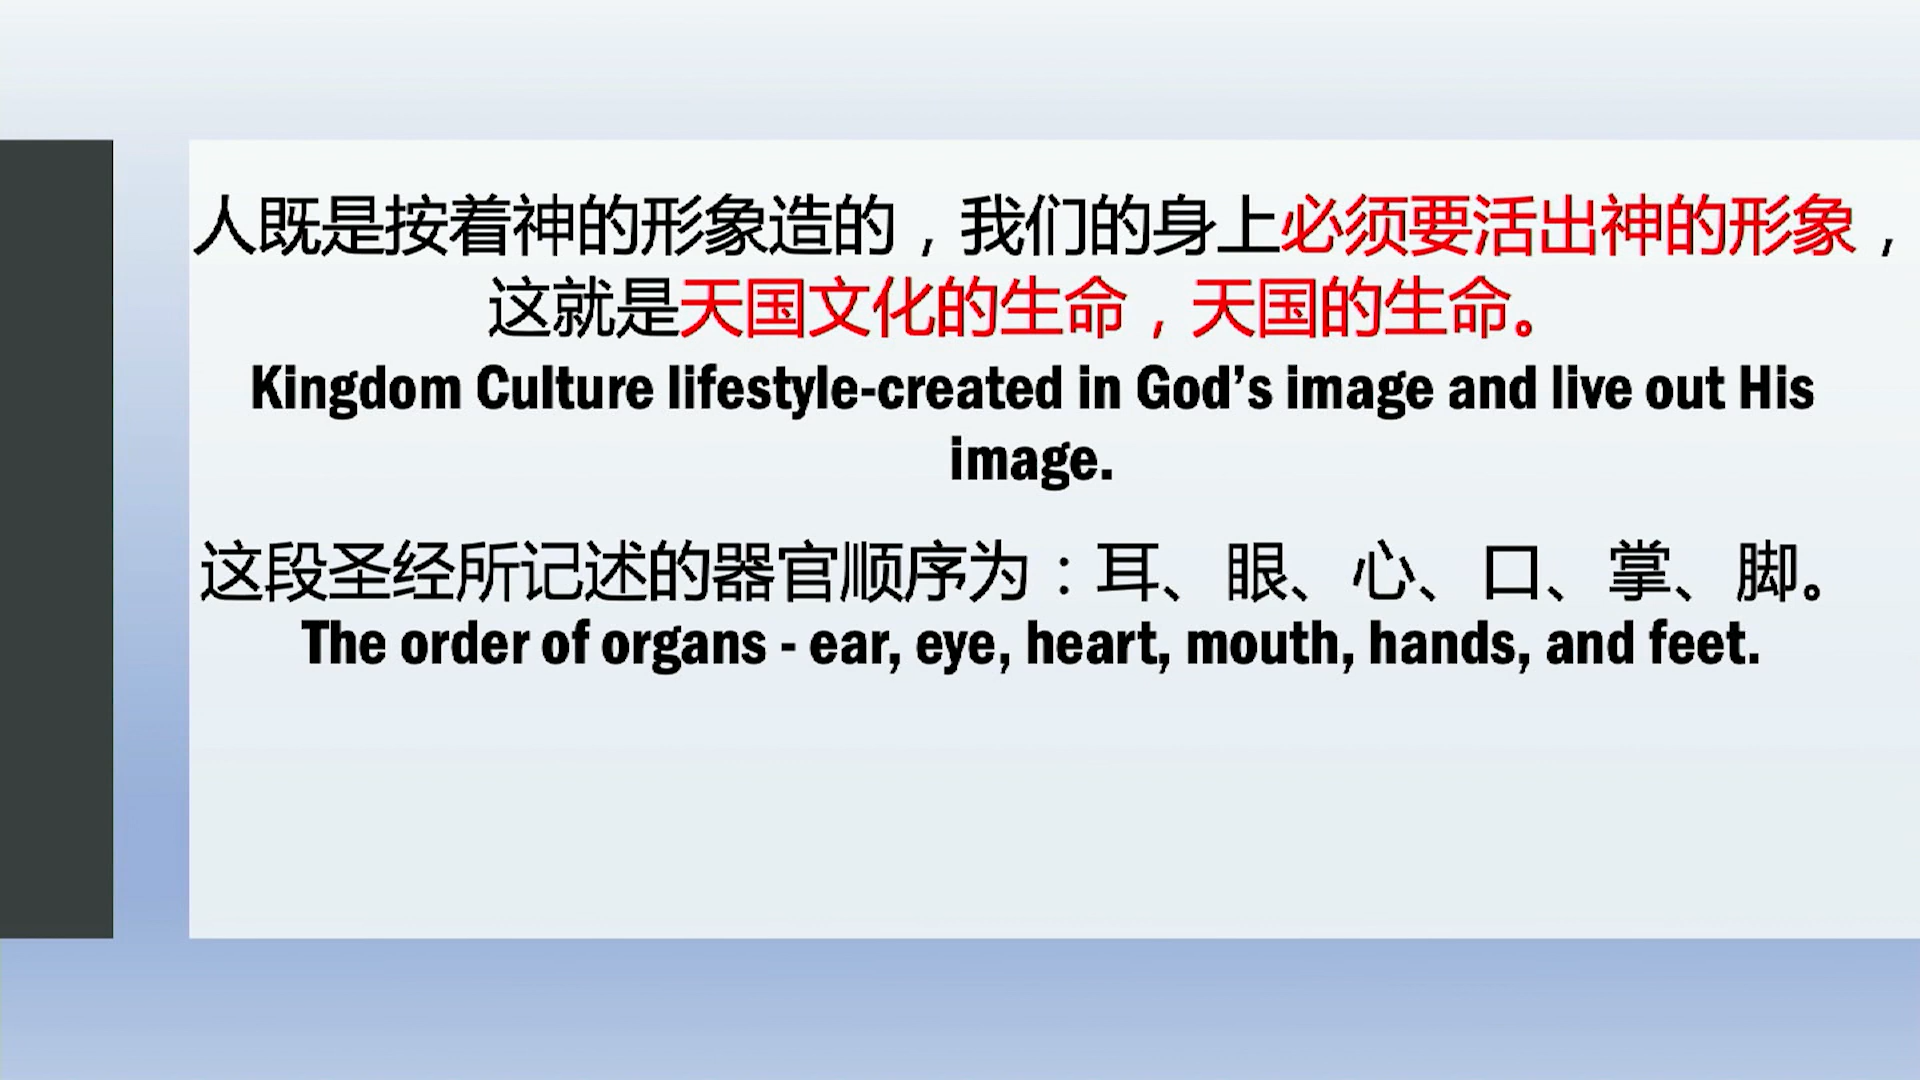 人既是按着神的形象造的，我们的身上必须要活出神的形象，
这就是天国文化的生命，天国的生命。
Kingdom Culture lifestyle-created in God’s image and live out His
image.
这段圣经所记述的器官顺序为：耳、眼、心、口、掌、脚。
The order of organs - ear, eye, heart, mouth, hands, and feet.